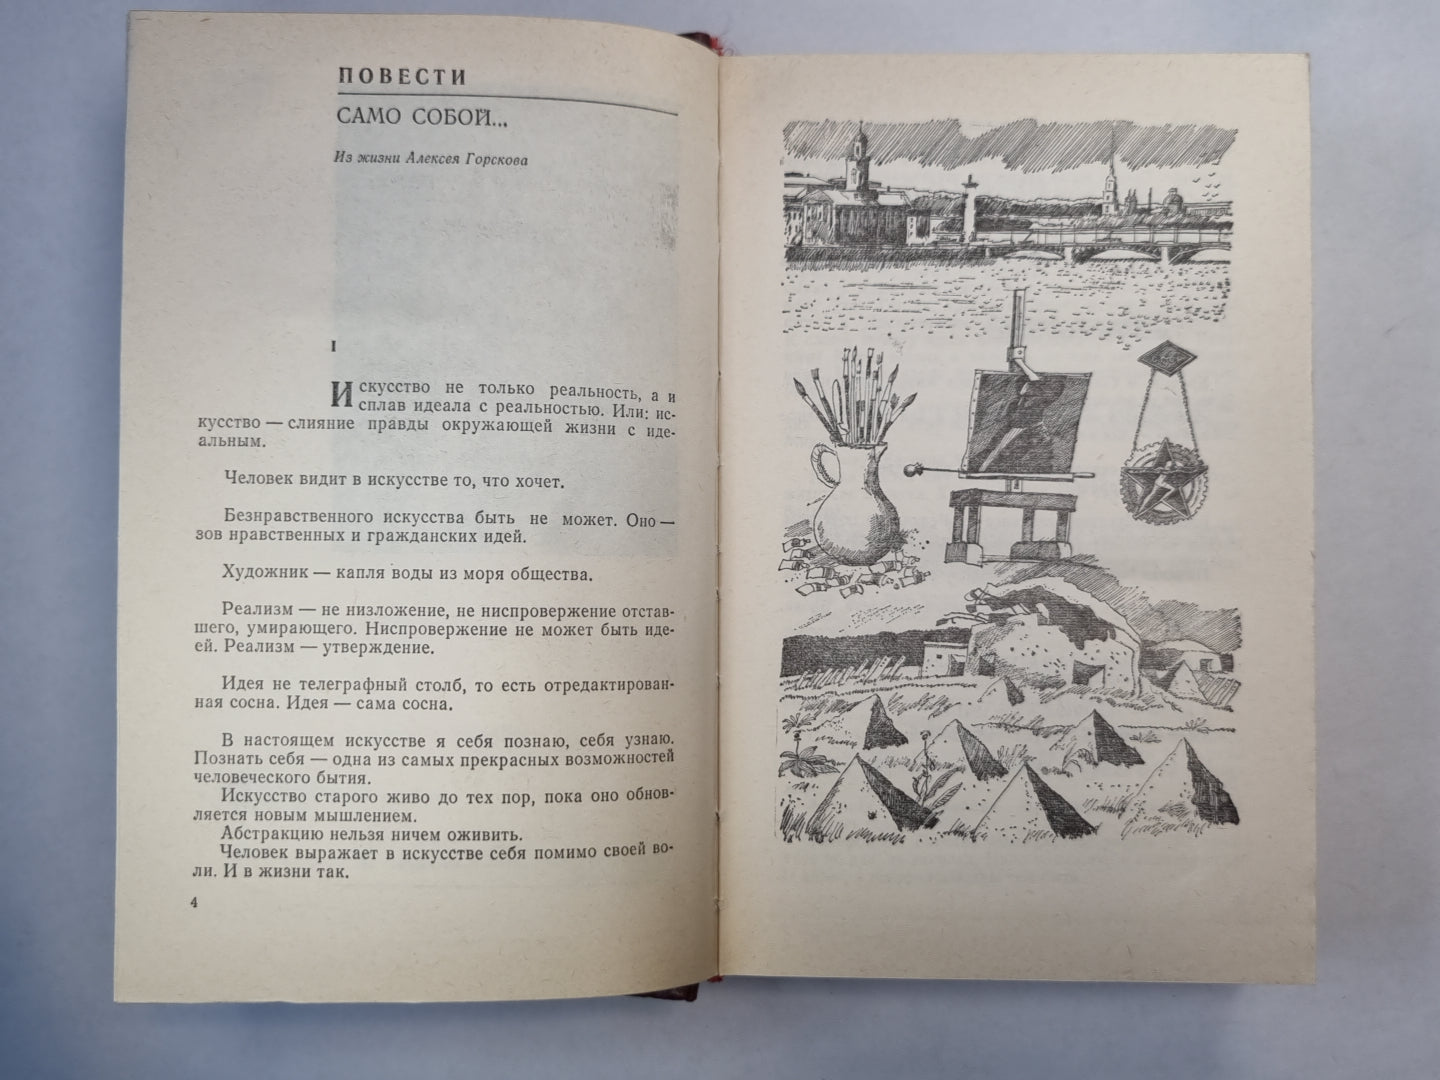 ПОВЕСТИ
САМО СОБОЙ...
Из жизни Алексея Горскова
I
Искусство не только реальность, а и
сплав идеала с реальностью. Или: ис-
кусство — слияние правды окружающей жизни с иде-
альным.
Человек видит в искусстве то, что хочет.
Безнравственного искусства быть не может. Оно —
зов нравственных и гражданских идей.
Художник — капля воды из моря общества.
Реализм — не низложение, не ниспровержение отстав-
шего, умирающего. Ниспровержение не может быть иде-
ей. Реализм — утверждение.
Идея не телеграфный столб, то есть отредактирован-
ная сосна. Идея — сама сосна.
В настоящем искусстве я себя познаю, себя узнаю.
Познать себя — одна из самых прекрасных возможностей
человеческого бытия.
Искусство старого живо до тех пор, пока оно обнов-
ляется новым мышлением.
Абстракцию нельзя ничем оживить.
Человек выражает в искусстве себя помимо своей во-
ли. И в жизни так.
4